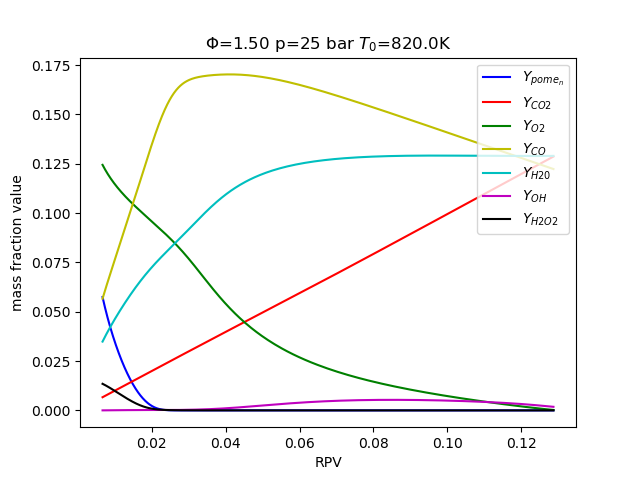 Φ=1.50 p=25 bar T0=820.0K
mass fraction value
0.175
0.150
0.125
0.100
0.075
0.050
0.025
0.000
0.02 0.04 0.06 0.08 0.10 0.12
RPV
Ypomen
YCO2
YO2
YCO
YH20
YOH
YH2O2